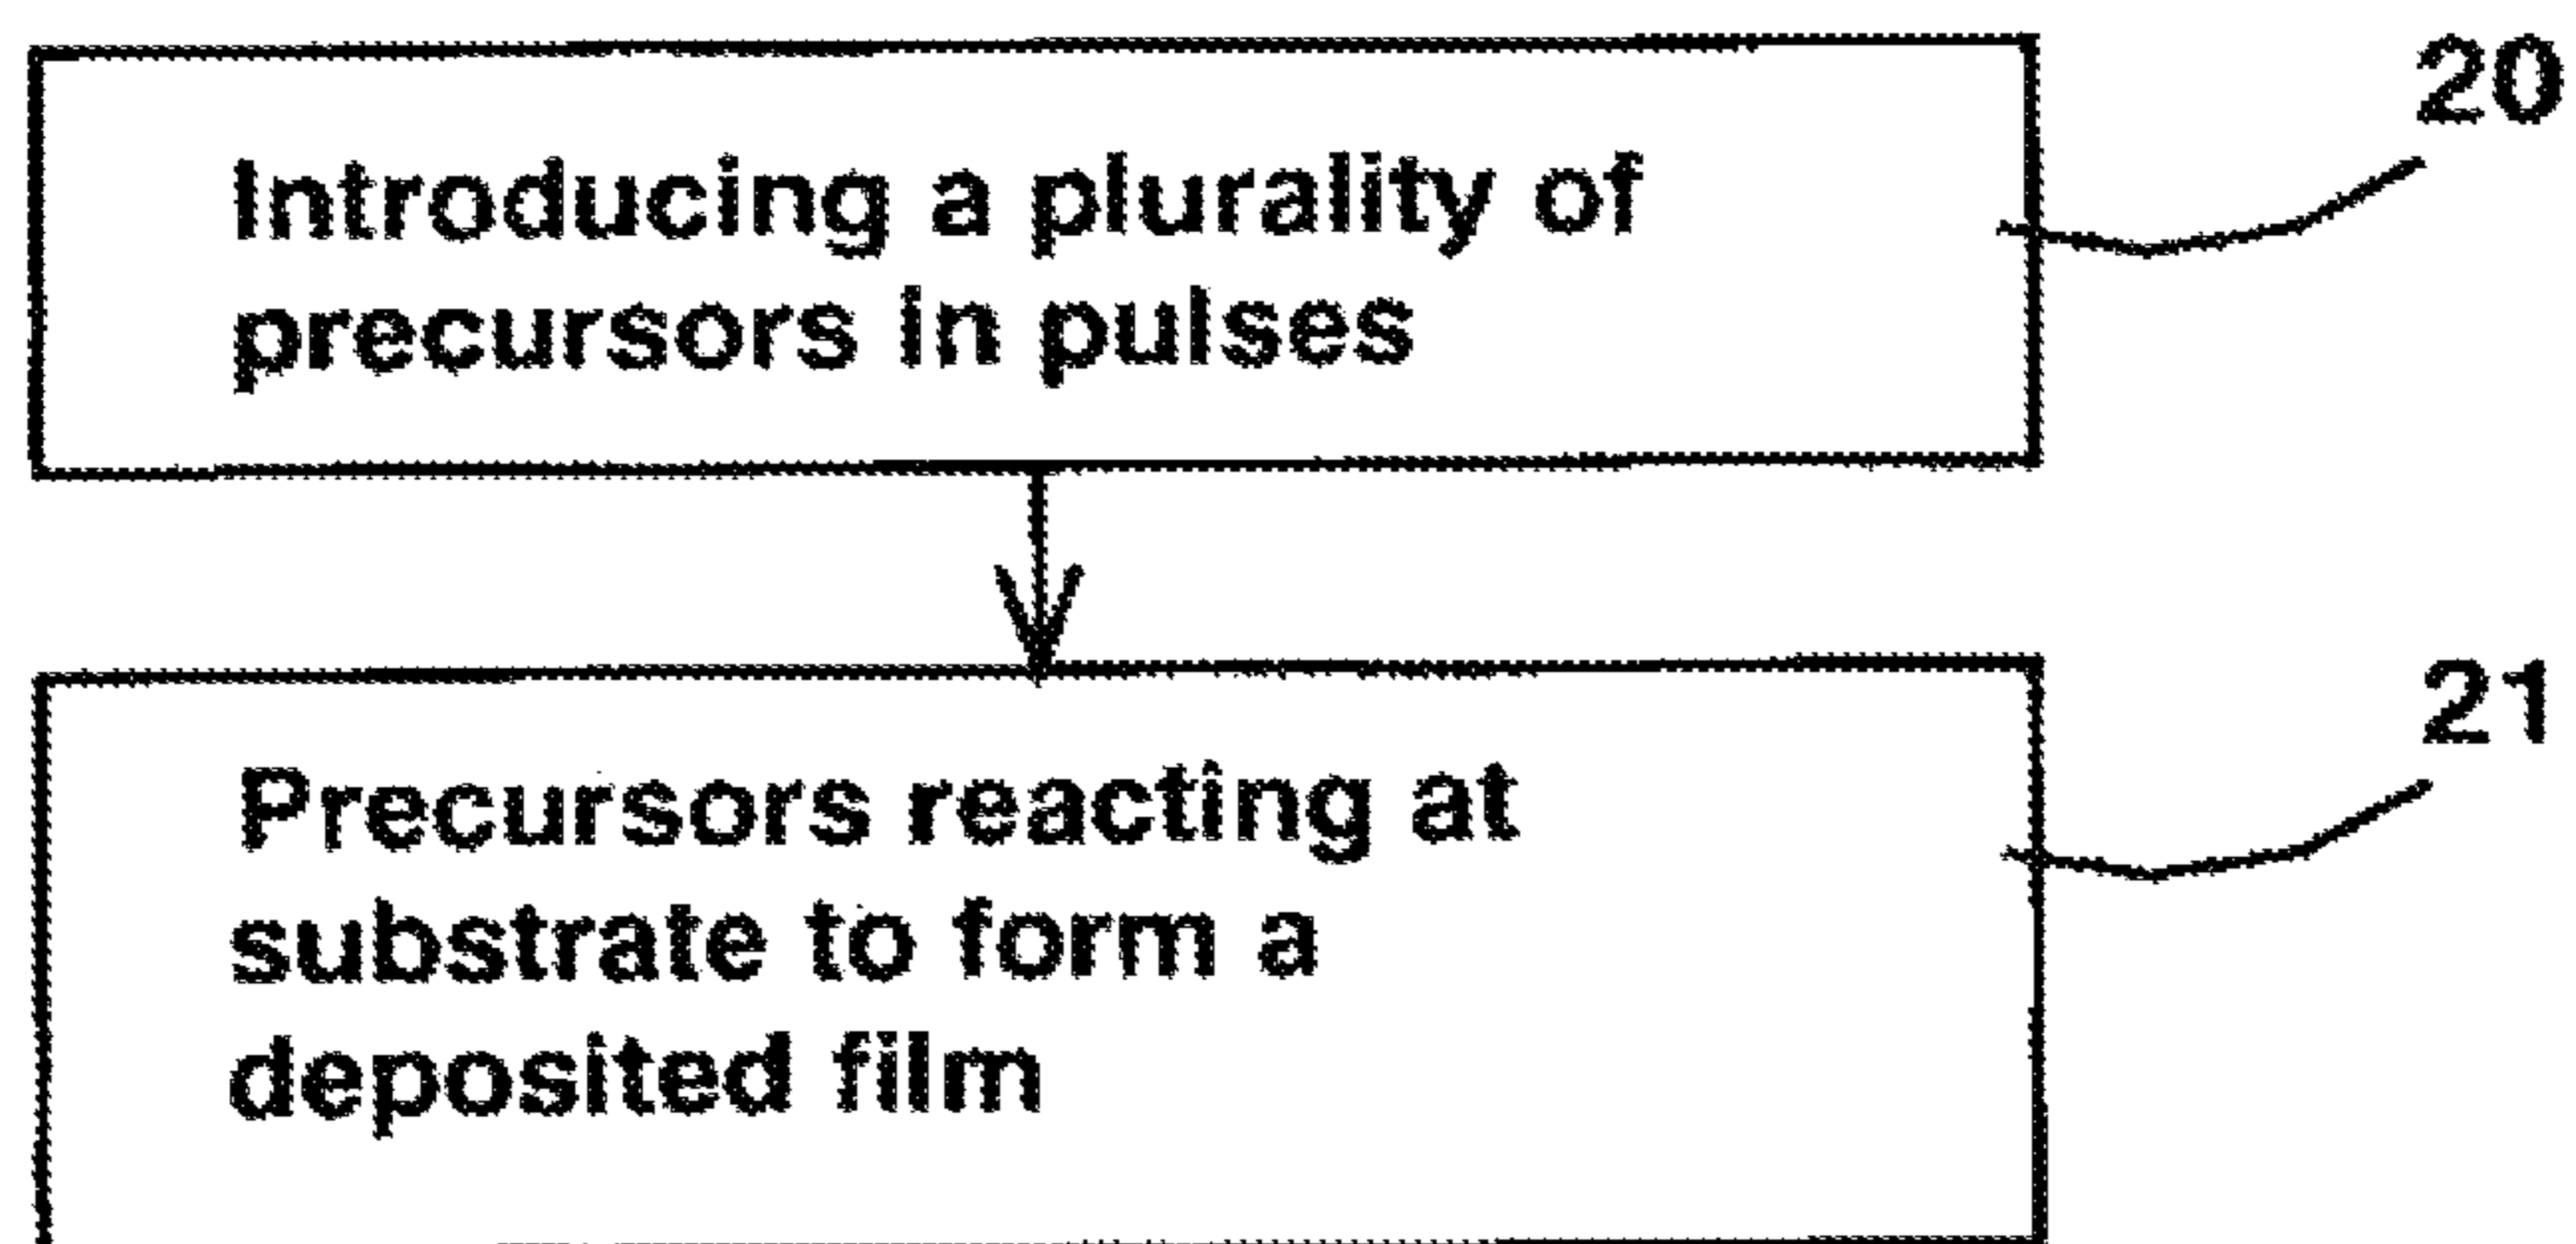 20
Introducing a plurality of
precursors in pulses
21
Precursors reacting at
substrate to form a
deposited film